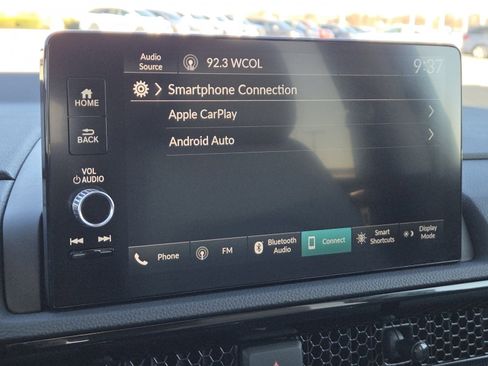 Audio
Source
92.3 WCOL
9:37
HOME
Smartphone Connection
Apple CarPlay
BACK
Android Auto
VOL
AUDIO
Phone
FM
Bluetooth
Audio
Connect
Smart
Shortcuts
Display
Mode